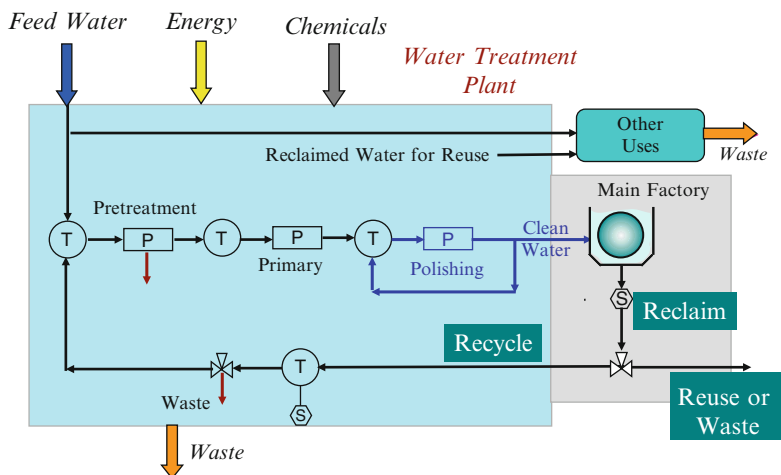 Feed Water
Energy
Chemicals
Water Treatment
Plant
Other
Uses
Waste
Reclaimed Water for Reuse
Main Factory
Pretreatment
T
P
T
P
T
P
Clean
Water
Primary
Polishing
S
Reclaim
Recycle
T
Waste
S
Reuse or
Waste
Waste